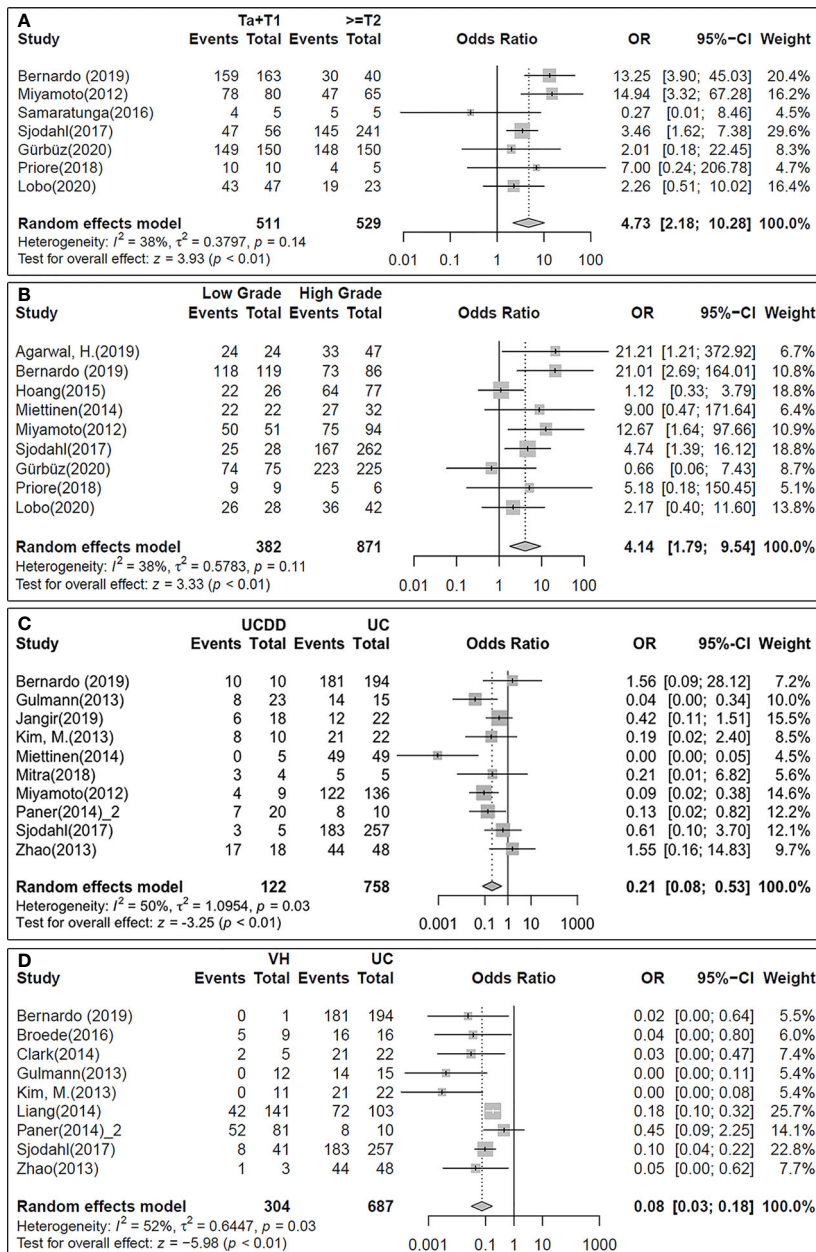 A
Ta+T1 >=T2
Study Events Total Events Total Odds Ratio OR 95%−CI Weight
Bernardo (2019) 159 163 30 40 13.25 [3.90; 45.03] 20.4%
Miyamoto(2012) 78 80 47 65 14.94 [3.32; 67.28] 16.2%
Samaratunga(2016) 4 5 5 5 0.27 [0.01; 8.46] 4.5%
Sjodahl(2017) 47 56 145 241 3.46 [1.62; 7.38] 29.6%
Gürbüz(2020) 149 150 148 150 2.01 [0.18; 22.45] 8.3%
Priore(2018) 10 10 4 5 7.00 [0.24; 206.78] 4.7%
Lobo(2020) 43 47 19 23 2.26 [0.51; 10.02] 16.4%
Random effects model 511 529 4.73 [2.18; 10.28] 100.0%
Heterogeneity: I² = 38%, τ² = 0.3797, p = 0.14
Test for overall effect: z = 3.93 (p < 0.01)
0.01 0.1 1 10 100
B
Low Grade High Grade
Study Events Total Events Total Odds Ratio OR 95%−CI Weight
Agarwal, H.(2019) 24 24 33 47 21.21 [1.21; 372.92] 6.7%
Bernardo (2019) 118 119 73 86 21.01 [2.69; 164.01] 10.8%
Hoang(2015) 22 26 64 77 1.12 [0.33; 3.79] 18.8%
Miettinen(2014) 22 22 27 32 9.00 [0.47; 171.64] 6.4%
Miyamoto(2012) 50 51 75 94 12.67 [1.64; 97.66] 10.9%
Sjodahl(2017) 25 28 167 262 4.74 [1.39; 16.12] 18.8%
Gürbüz(2020) 74 75 223 225 0.66 [0.06; 7.43] 8.7%
Priore(2018) 9 9 5 6 5.18 [0.18; 150.45] 5.1%
Lobo(2020) 26 28 36 42 2.17 [0.40; 11.60] 13.8%
Random effects model 382 871 4.14 [1.79; 9.54] 100.0%
Heterogeneity: I² = 38%, τ² = 0.5783, p = 0.11
Test for overall effect: z = 3.33 (p < 0.01)
0.01 0.1 1 10 100
C
UCDD UC
Study Events Total Events Total Odds Ratio OR 95%-CI Weight
Bernardo (2019) 10 10 181 194 1.56 [0.09; 28.12] 7.2%
Gulmann(2013) 8 23 14 15 0.04 [0.00; 0.34] 10.0%
Jangir(2019) 6 18 12 22 0.42 [0.11; 1.51] 15.5%
Kim, M.(2013) 8 10 21 22 0.19 [0.02; 2.40] 8.5%
Miettinen(2014) 0 5 49 49 0.00 [0.00; 0.05] 4.5%
Mitra(2018) 3 4 5 5 0.21 [0.01; 6.82] 5.6%
Miyamoto(2012) 4 9 122 136 0.09 [0.02; 0.38] 14.6%
Paner(2014)_2 7 20 8 10 0.13 [0.02; 0.82] 12.2%
Sjodahl(2017) 3 5 183 257 0.61 [0.10; 3.70] 12.1%
Zhao(2013) 17 18 44 48 1.55 [0.16; 14.83] 9.7%
Random effects model 122 758 0.21 [0.08; 0.53] 100.0%
Heterogeneity: I² = 50%, τ² = 1.0954, p = 0.03
Test for overall effect: z = -3.25 (p < 0.01)
0.001 0.1 1 10 1000
D
VH UC
Study Events Total Events Total Odds Ratio OR 95%−CI Weight
Bernardo (2019) 0 1 181 194 0.02 [0.00; 0.64] 5.5%
Broede(2016) 5 9 16 16 0.04 [0.00; 0.80] 6.0%
Clark(2014) 2 5 21 22 0.03 [0.00; 0.47] 7.4%
Gulmann(2013) 0 12 14 15 0.00 [0.00; 0.11] 5.4%
Kim, M.(2013) 0 11 21 22 0.00 [0.00; 0.08] 5.4%
Liang(2014) 42 141 72 103 0.18 [0.10; 0.32] 25.7%
Paner(2014)_2 52 81 8 10 0.45 [0.09; 2.25] 14.1%
Sjodahl(2017) 8 41 183 257 0.10 [0.04; 0.22] 22.8%
Zhao(2013) 1 3 44 48 0.05 [0.00; 0.62] 7.7%
Random effects model 304 687 0.08 [0.03; 0.18] 100.0%
Heterogeneity: I² = 52%, τ² = 0.6447, p = 0.03
Test for overall effect: z = −5.98 (p < 0.01)
0.001 0.1 1 10 1000